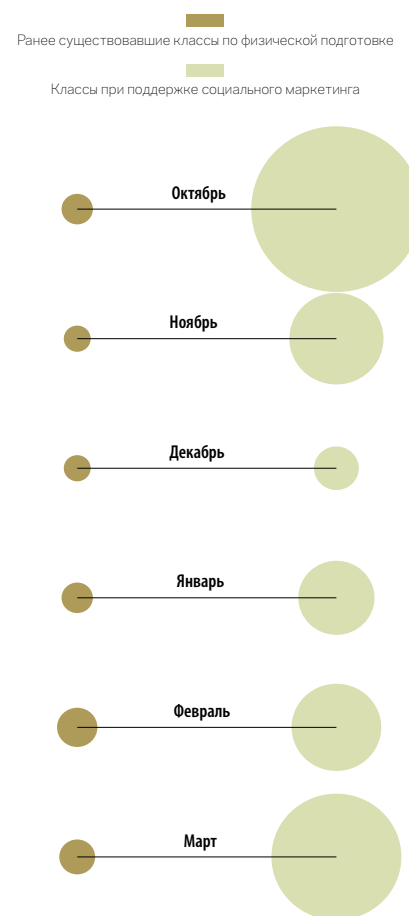 Ранее существовавшие классы по физической подготовке
Классы при поддержке социального маркетинга
Октябрь
Ноябрь
Декабрь
Январь
Февраль
Март